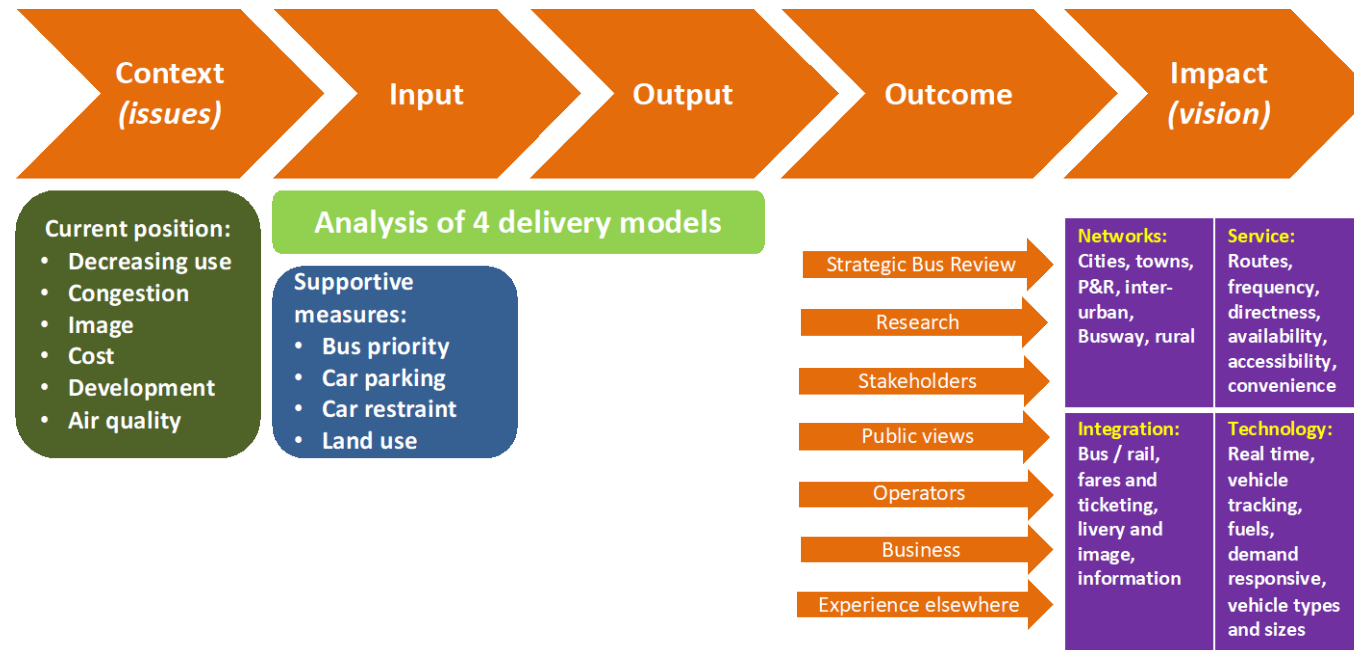 Context
(issues)
Input
Output
Outcome
Impact
(vision)
Current position:
• Decreasing use
• Congestion
• Image
• Cost
• Development
• Air quality
Analysis of 4 delivery models
Supportive
measures:
• Bus priority
• Car parking
• Car restraint
• Land use
Strategic Bus Review
Research
Stakeholders
Public views
Operators
Business
Experience elsewhere
Networks:
Cities, towns,
P&R, inter-
urban,
Busway, rural
Service:
Routes,
frequency,
directness,
availability,
accessibility,
convenience
Integration:
Bus / rail,
fares and
ticketing,
livery and
image,
information
Technology:
Real time,
vehicle
tracking,
fuels,
demand
responsive,
vehicle types
and sizes